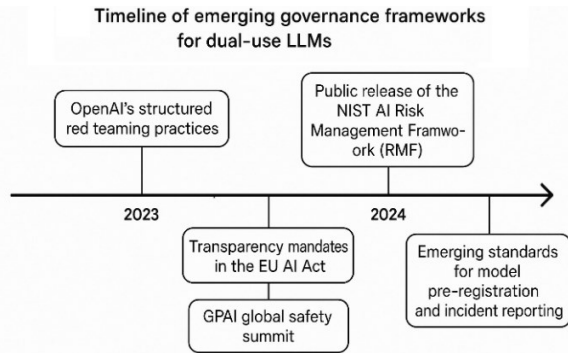 Timeline of emerging governance frameworks
for dual-use LLMs
OpenAI's structured
red teaming practices
Public release of the
NIST AI Risk
Management Framwo-
ork (RMF)
2023
2024
Transparency mandates
in the EU AI Act
GPAI global safety
summit
Emerging standards
for model
pre-registration
and incident reporting